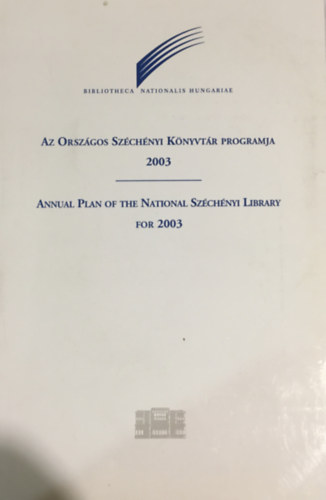 BIBLIOTHECA NATIONALIS HUNGARIAE
AZ ORSZÁGOS SZÉCHÉNYI KÖNYVTÁR PROGRAMJA
2003
ANNUAL PLAN OF THE NATIONAL SZÉCHÉNYI LIBRARY
FOR 2003